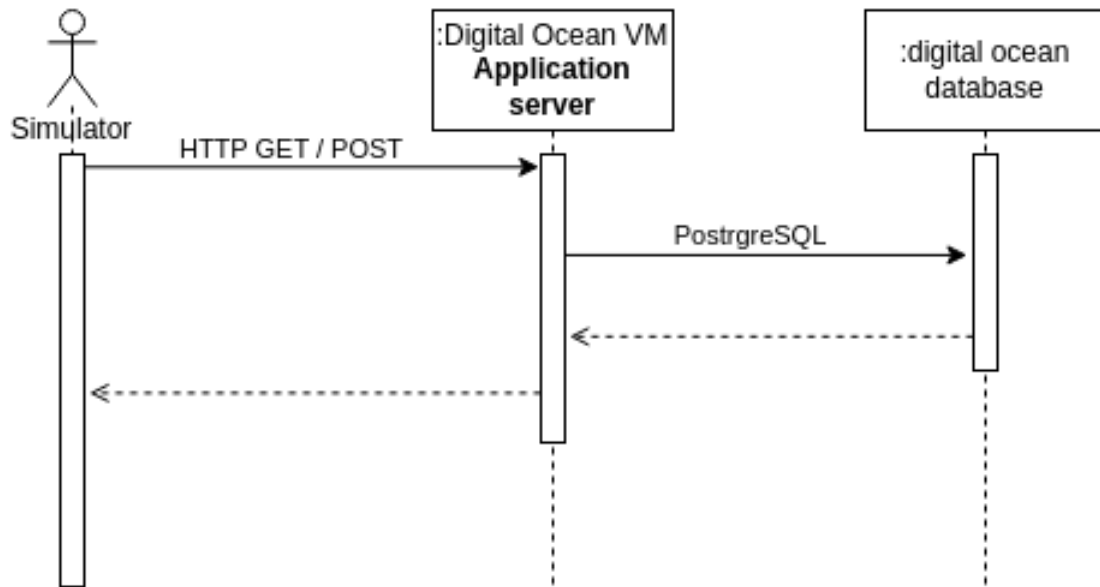 :Digital Ocean VM
Application
server
:digital ocean
database
Simulator
HTTP GET / POST
PostrgreSQL